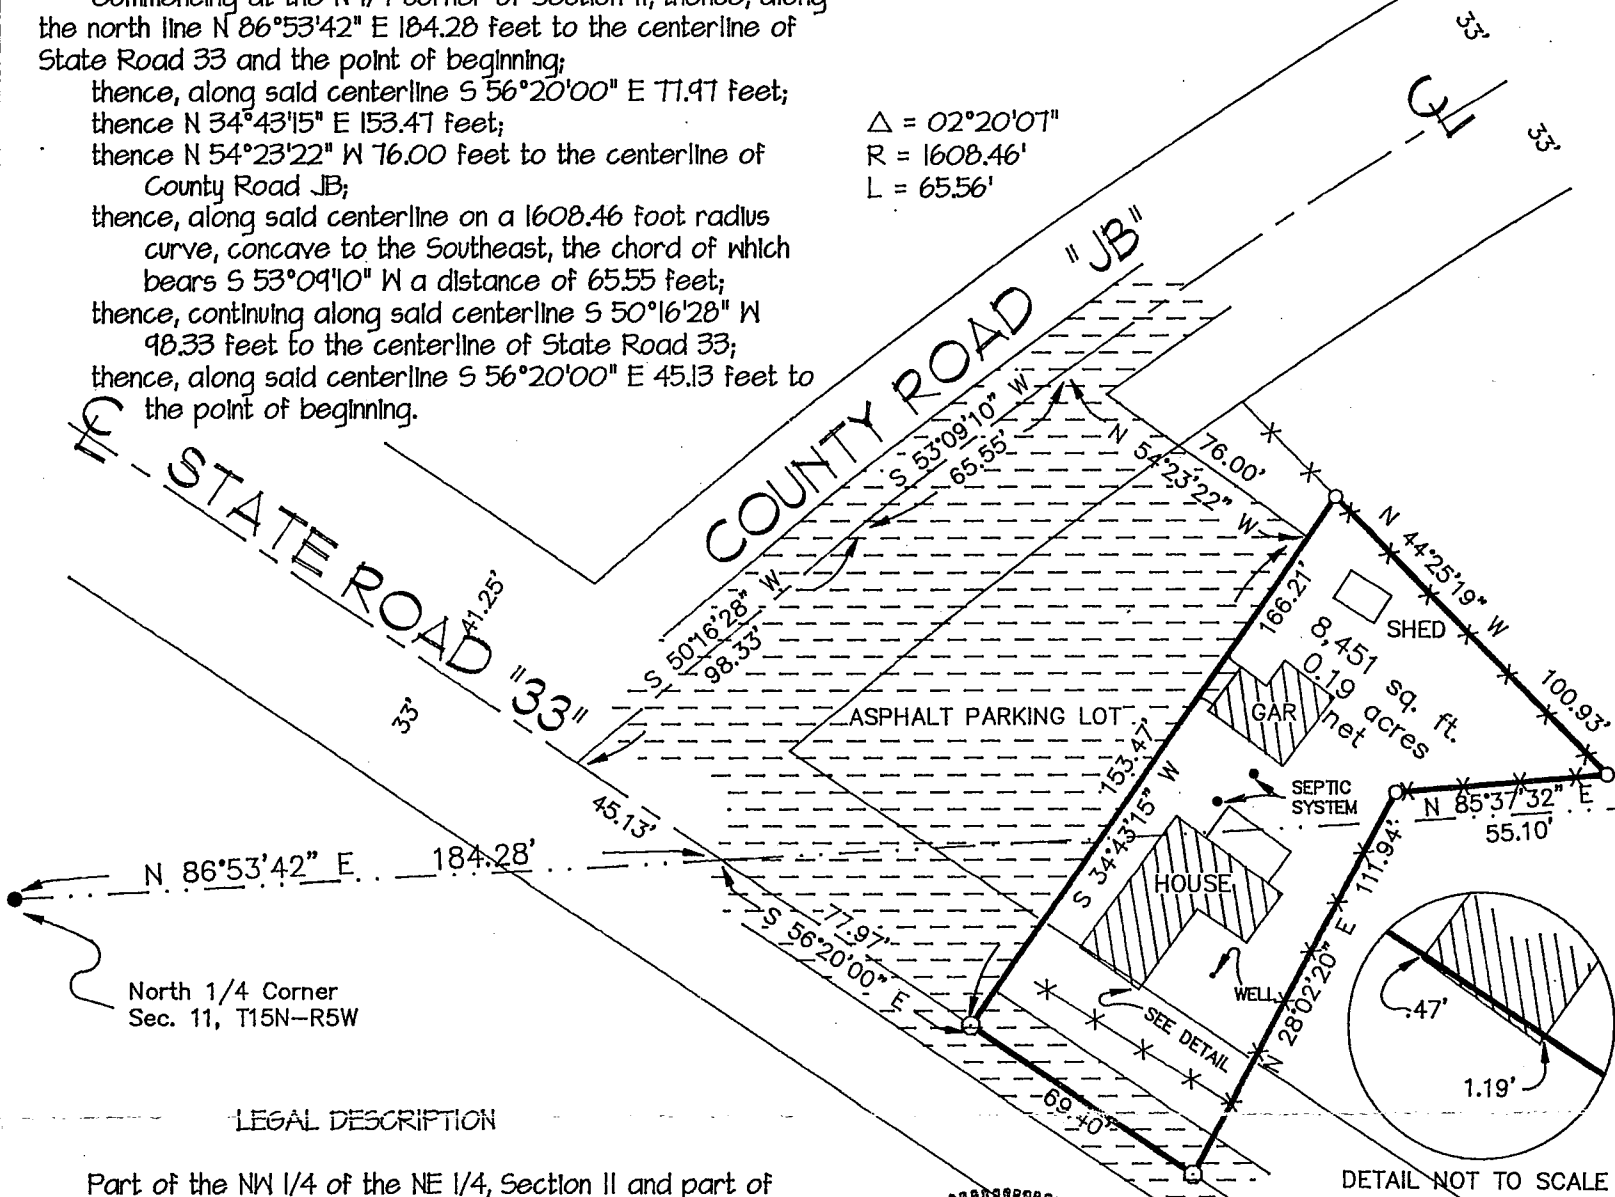 Commencing at the N 1/4 corner of Section 11; thence, along
the north line N 86°53'42" E 184.28 feet to the centerline of
State Road 33 and the point of beginning;
thence, along said centerline S 56°20'00" E 77.97 feet;
thence N 34°43'15" E 153.47 feet;
thence N 54°23'22" W 76.00 feet to the centerline of
County Road JB;
thence, along said centerline on a 1608.46 foot radius
curve, concave to the Southeast, the chord of which
bears S 53°09'10" W a distance of 65.55 feet;
thence, continuing along said centerline S 50°16'28" W
98.33 feet to the centerline of State Road 33;
thence, along said centerline S 56°20'00" E 45.13 feet to
the point of beginning.
Δ = 02°20'07"
R = 1608.46'
L = 65.56'
33'
℄
33'
COUNTY ROAD "JB"
℄ STATE ROAD "33"
41.25'
33'
S 53°09'10" W
65.55'
N 54°23'22" W
76.00'
S 50°16'28" W
98.33'
166.21'
N 44°25'19" W
100.93'
SHED
8,451 sq. ft.
0.19 acres
net
GAR
ASPHALT PARKING LOT
153.47'
S 34°43'15" W
SEPTIC
SYSTEM
N 85°37'32" E
55.10'
45.13'
N 86°53'42" E 184.28'
HOUSE
111.94'
N 28°02'20" E
77.97'
S 56°20'00" E
WELL
SEE DETAIL
69.40'
North 1/4 Corner
Sec. 11, T15N-R5W
.47'
1.19'
DETAIL NOT TO SCALE
LEGAL DESCRIPTION
Part of the NW 1/4 of the NE 1/4, Section 11 and part of